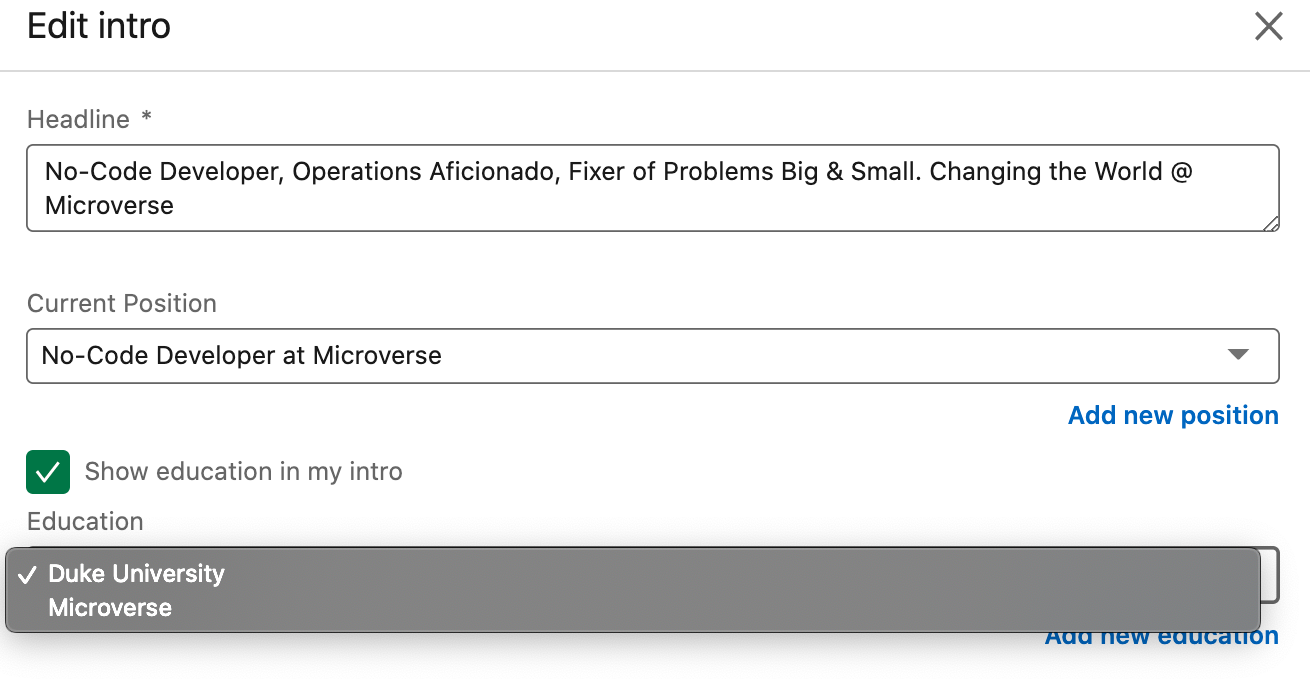 Edit intro
Headline *
No-Code Developer, Operations Aficionado, Fixer of Problems Big & Small. Changing the World @
Microverse
Current Position
No-Code Developer at Microverse
Add new position
Show education in my intro
Education
Duke University
Microverse
Add new education